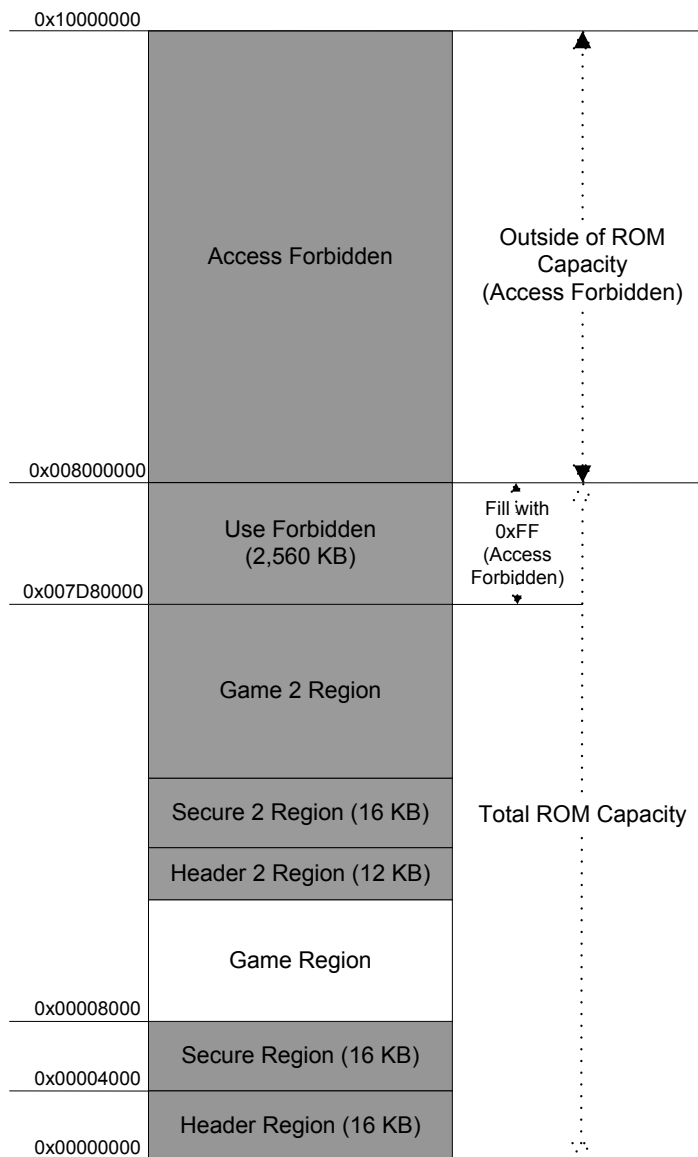 0x10000000
Access Forbidden
Outside of ROM
Capacity
(Access Forbidden)
0x008000000
Use Forbidden
(2,560 KB)
Fill with
0xFF
(Access
Forbidden)
0x007D80000
Game 2 Region
Secure 2 Region (16 KB)
Total ROM Capacity
Header 2 Region (12 KB)
Game Region
0x00008000
Secure Region (16 KB)
0x00004000
Header Region (16 KB)
0x00000000